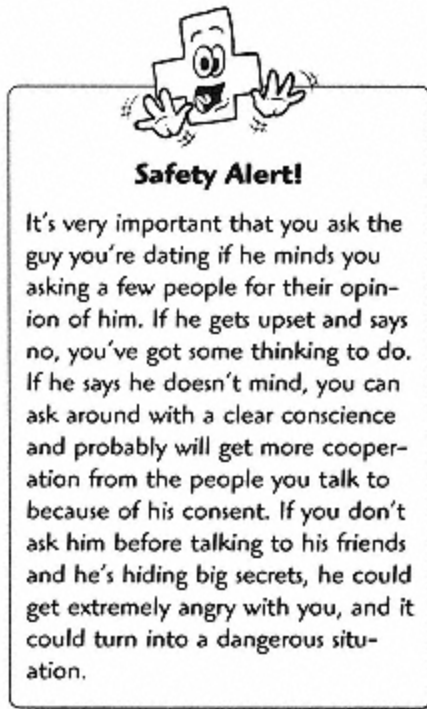 Safety Alert!
It's very important that you ask the
guy you're dating if he minds you
asking a few people for their opin-
ion of him. If he gets upset and says
no, you've got some thinking to do.
If he says he doesn't mind, you can
ask around with a clear conscience
and probably will get more cooper-
ation from the people you talk to
because of his consent. If you don't
ask him before talking to his friends
and he's hiding big secrets, he could
get extremely angry with you, and it
could turn into a dangerous situ-
ation.